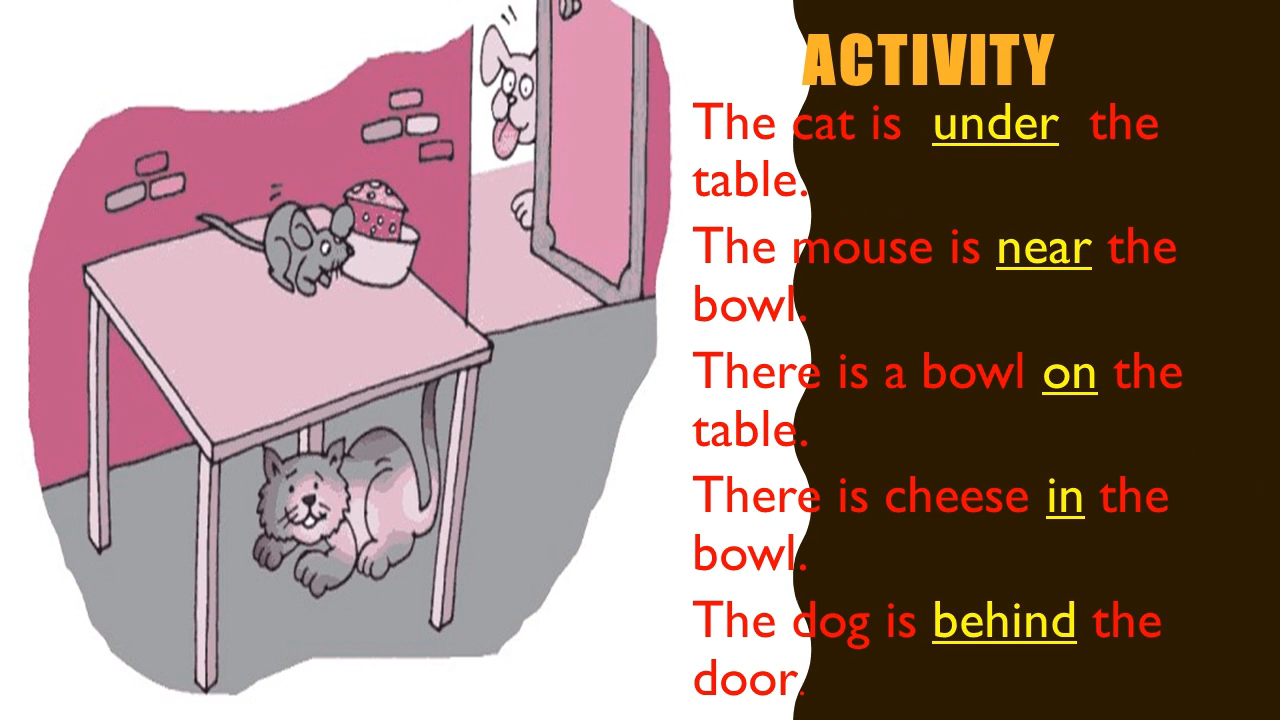 ACTIVITY
The cat is under the
table.
The mouse is near the
bowl.
There is a bowl on the
table.
There is cheese in the
bowl.
The dog is behind the
door.